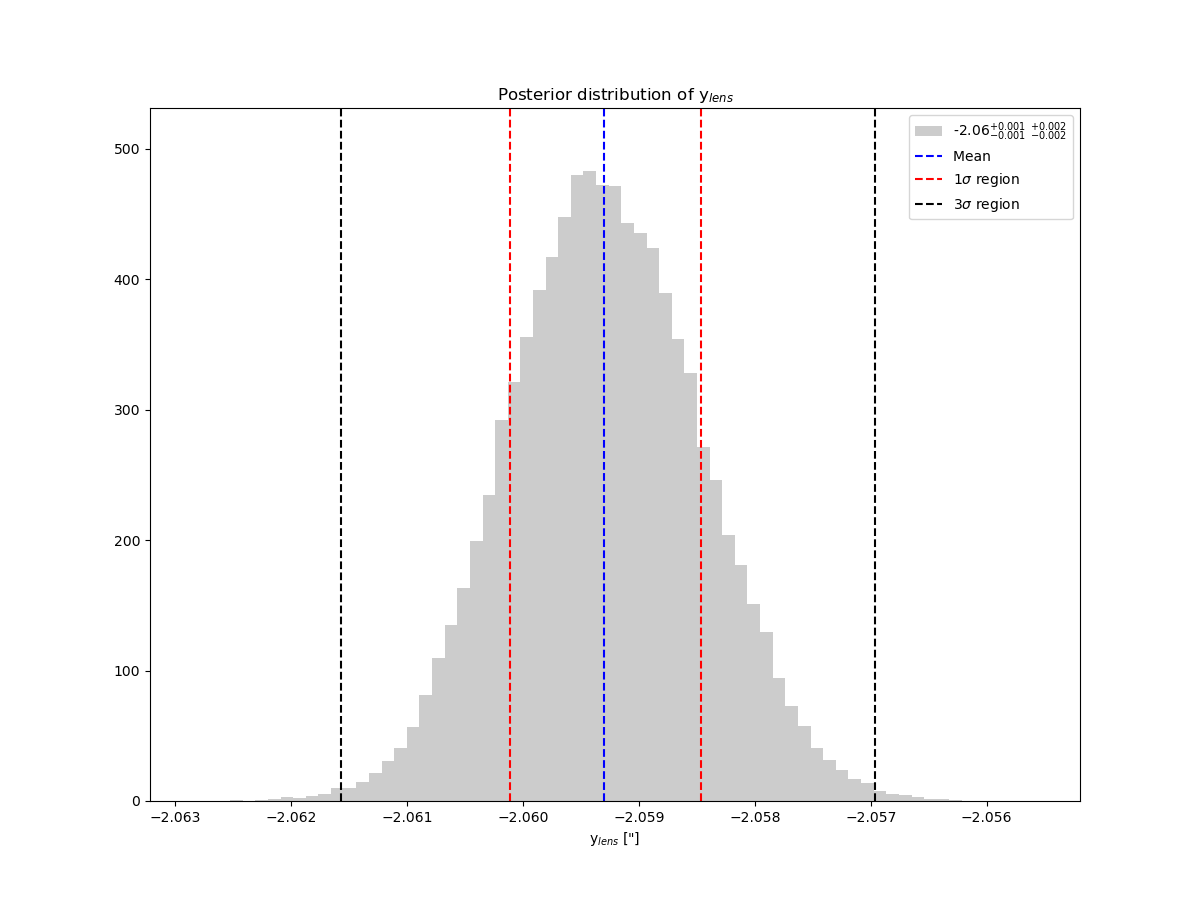 Posterior distribution of y_lens
-2.06 +0.001 -0.001 +0.002 -0.002
Mean
1σ region
3σ region
500
400
300
200
100
0
−2.063 −2.062 −2.061 −2.060 −2.059 −2.058 −2.057 −2.056
y_lens ["]